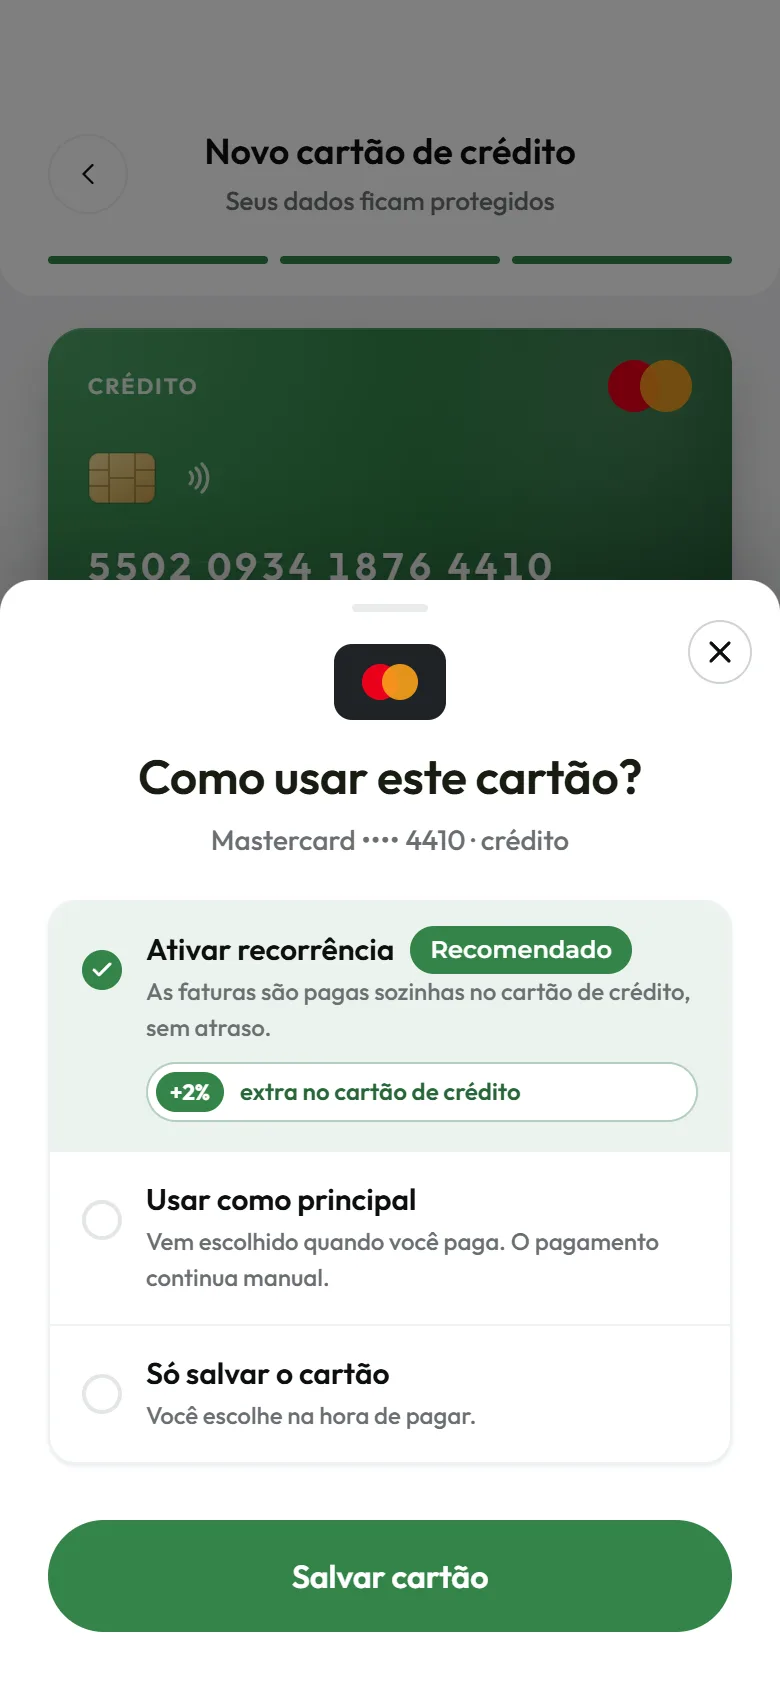 Novo cartão de crédito
Seus dados ficam protegidos
CRÉDITO
5502 0934 1876 4410
Como usar este cartão?
Mastercard •••• 4410 · crédito
Ativar recorrência Recomendado
As faturas são pagas sozinhas no cartão de crédito,
sem atraso.
+2% extra no cartão de crédito
Usar como principal
Vem escolhido quando você paga. O pagamento
continua manual.
Só salvar o cartão
Você escolhe na hora de pagar.
Salvar cartão